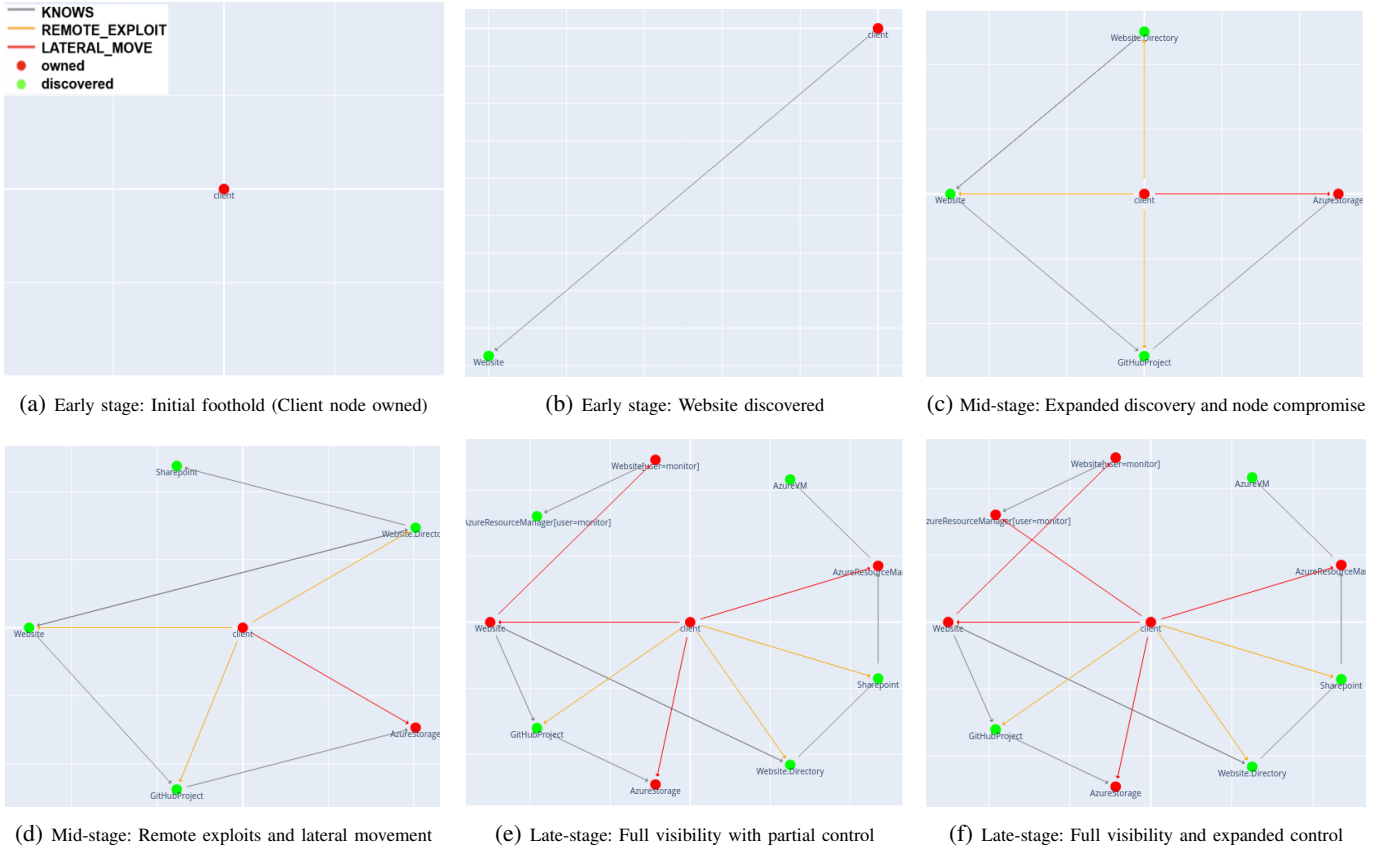 KNOWS
REMOTE_EXPLOIT
LATERAL_MOVE
owned
discovered
client
client
Website
Website.Directory
Website
client
AzureStorage
GitHubProject
(a) Early stage: Initial foothold (Client node owned)
(b) Early stage: Website discovered
(c) Mid-stage: Expanded discovery and node compromise
Sharepoint
Website.Directo
Website
client
AzureStorage
GitHubProject
Website[user=monitor]
AzureVM
AzureResourceManager[user=monitor]
AzureResourceMa
Website
client
Sharepoint
GitHubProject
Website.Directory
AzureStorage
Website[user=monitor]
AzureVM
zureResourceManager[user=monitor]
AzureResourceMa
Website
client
Sharepoint
GitHubProject
Website.Directory
AzureStorage
(d) Mid-stage: Remote exploits and lateral movement
(e) Late-stage: Full visibility with partial control
(f) Late-stage: Full visibility and expanded control